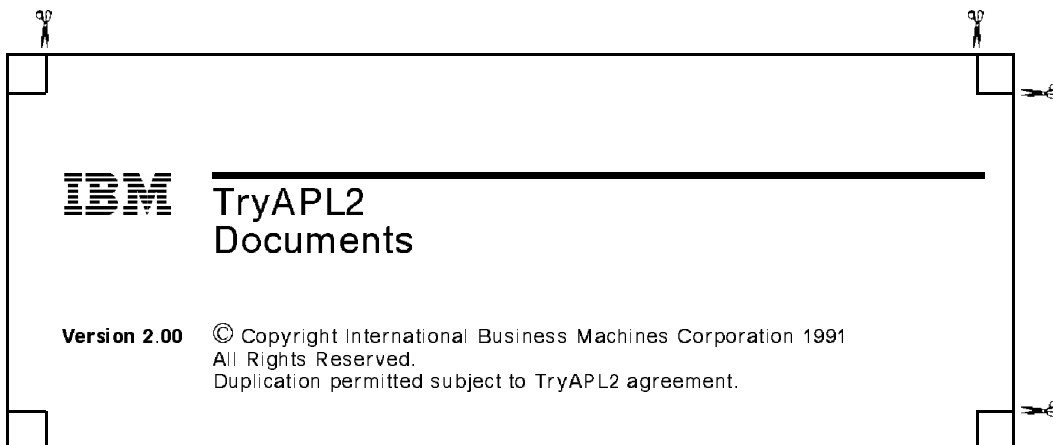 IBM
TryAPL2
Documents
Version 2.00
© Copyright International Business Machines Corporation 1991
All Rights Reserved.
Duplication permitted subject to TryAPL2 agreement.